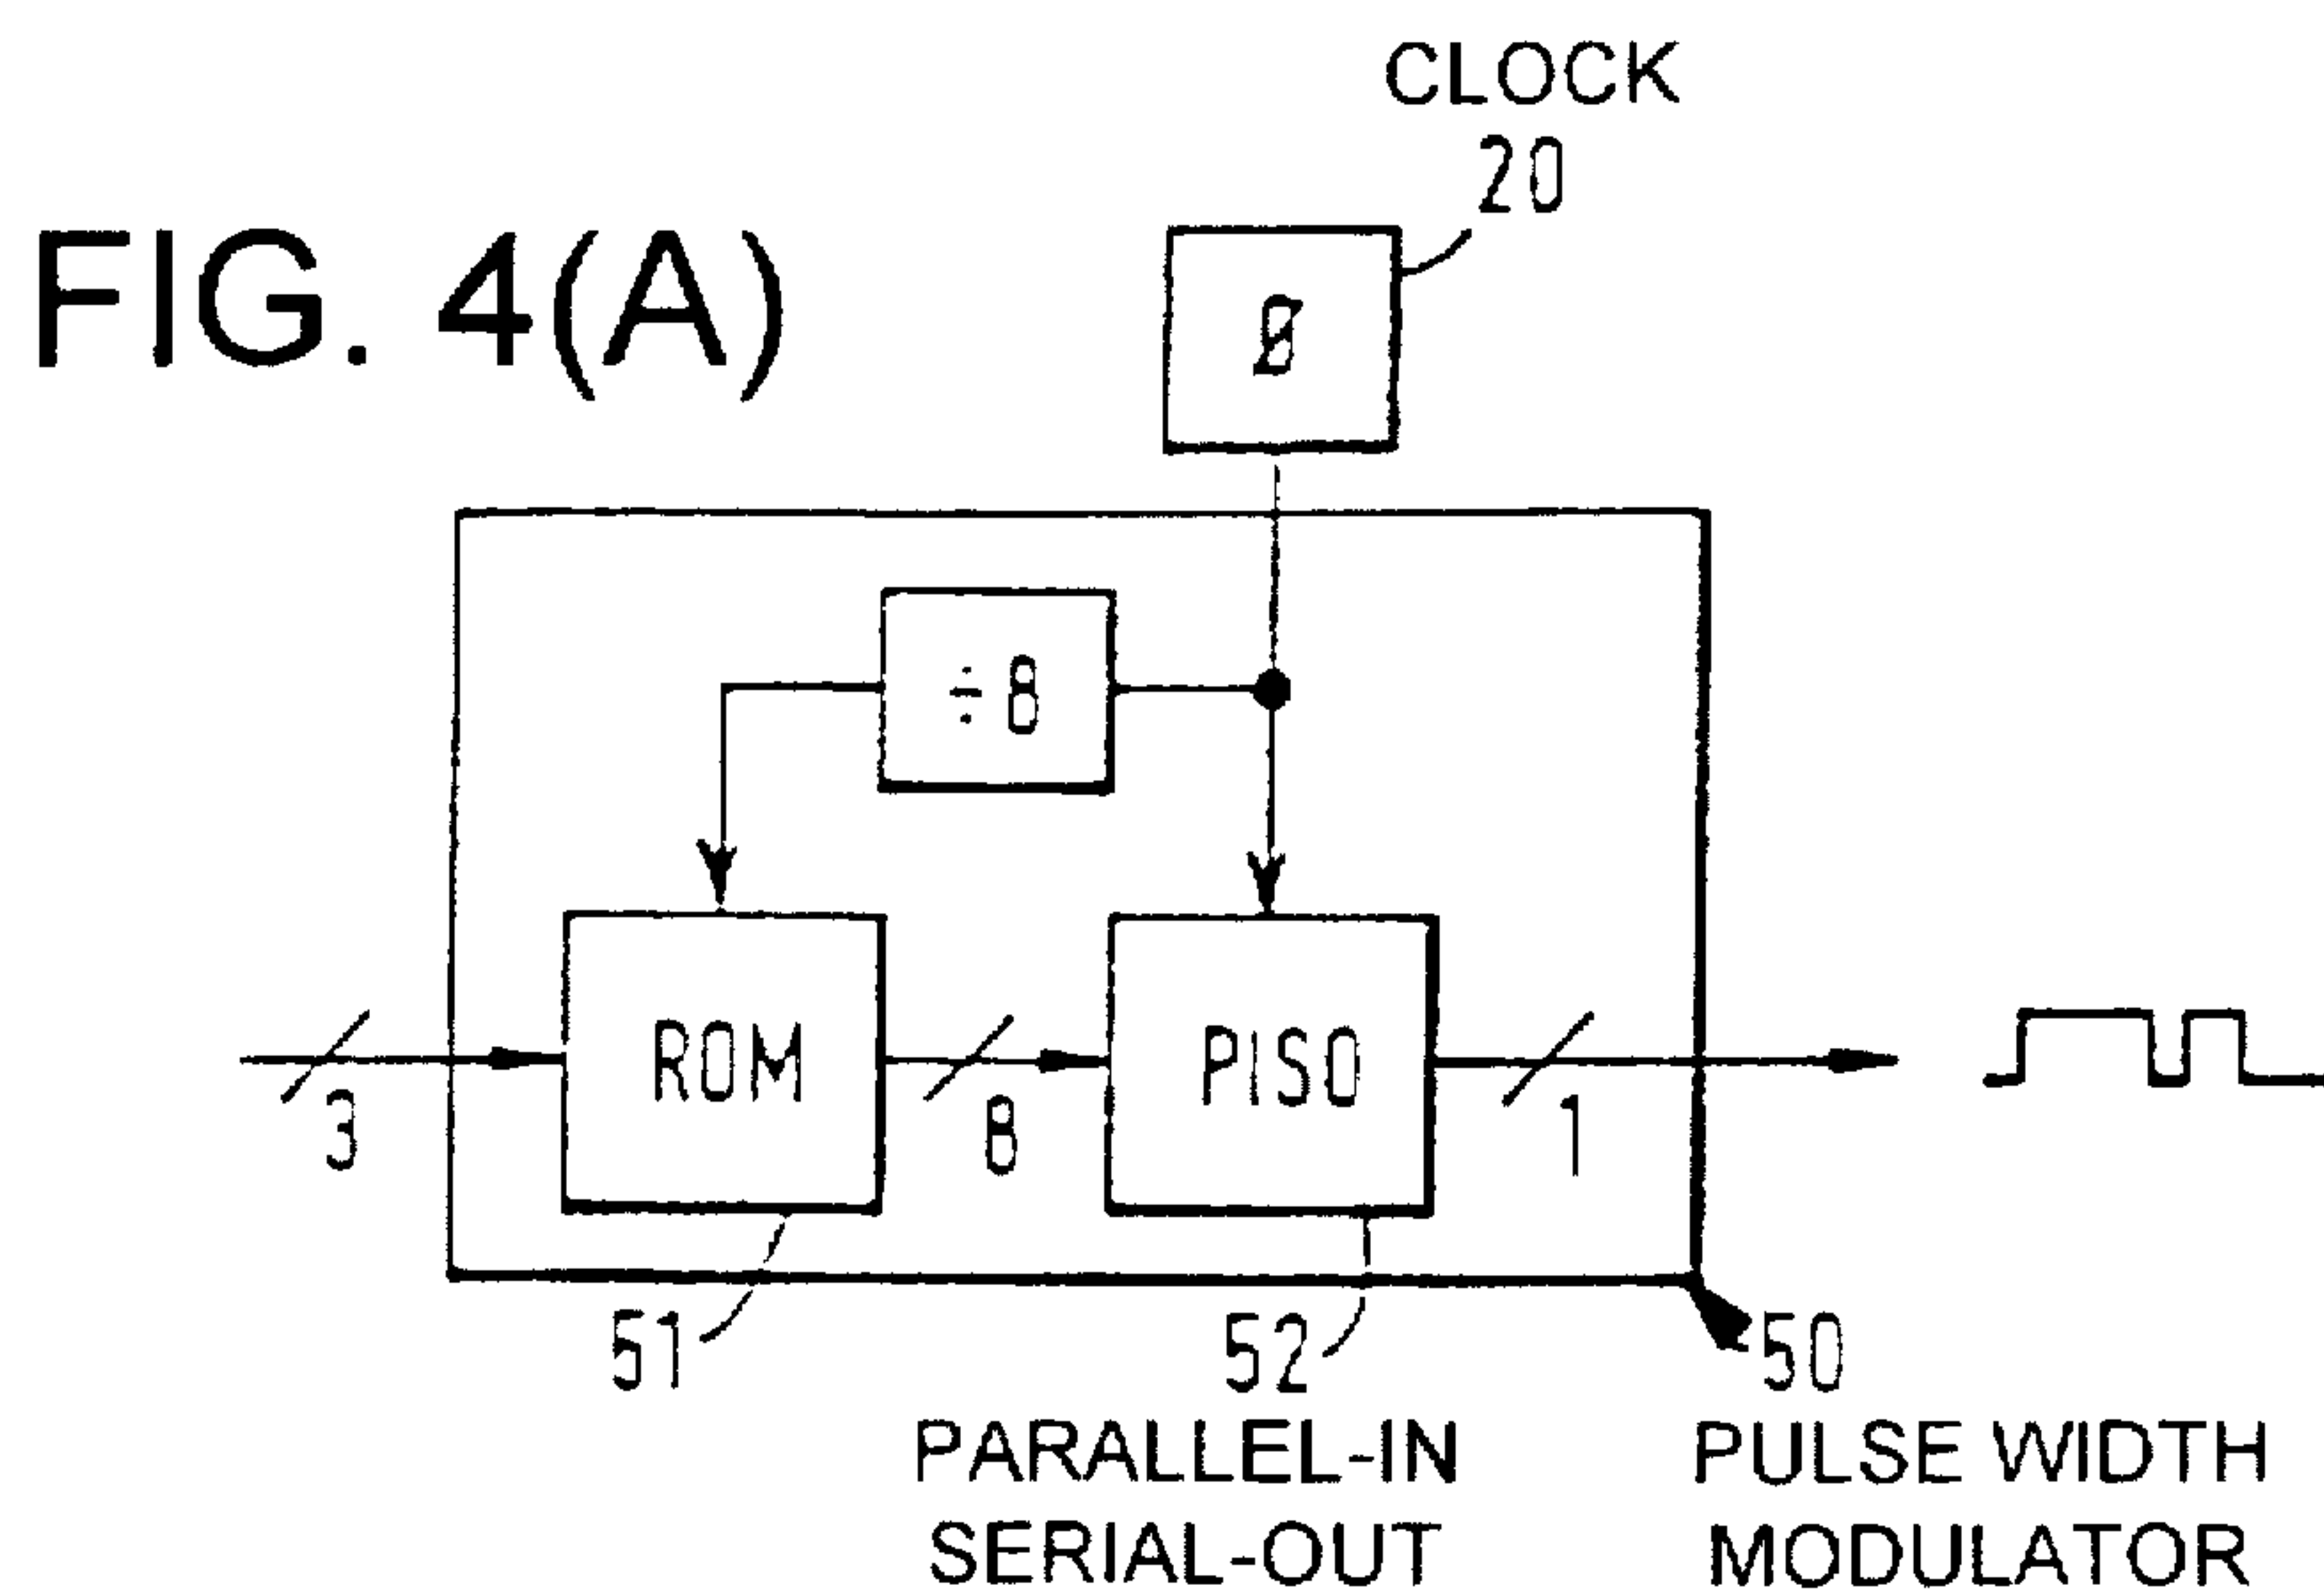 CLOCK
20
FIG. 4(A)
ø
÷8
ROM
PISO
3
8
1
51
52
50
PARALLEL-IN
SERIAL-OUT
PULSE WIDTH
MODULATOR